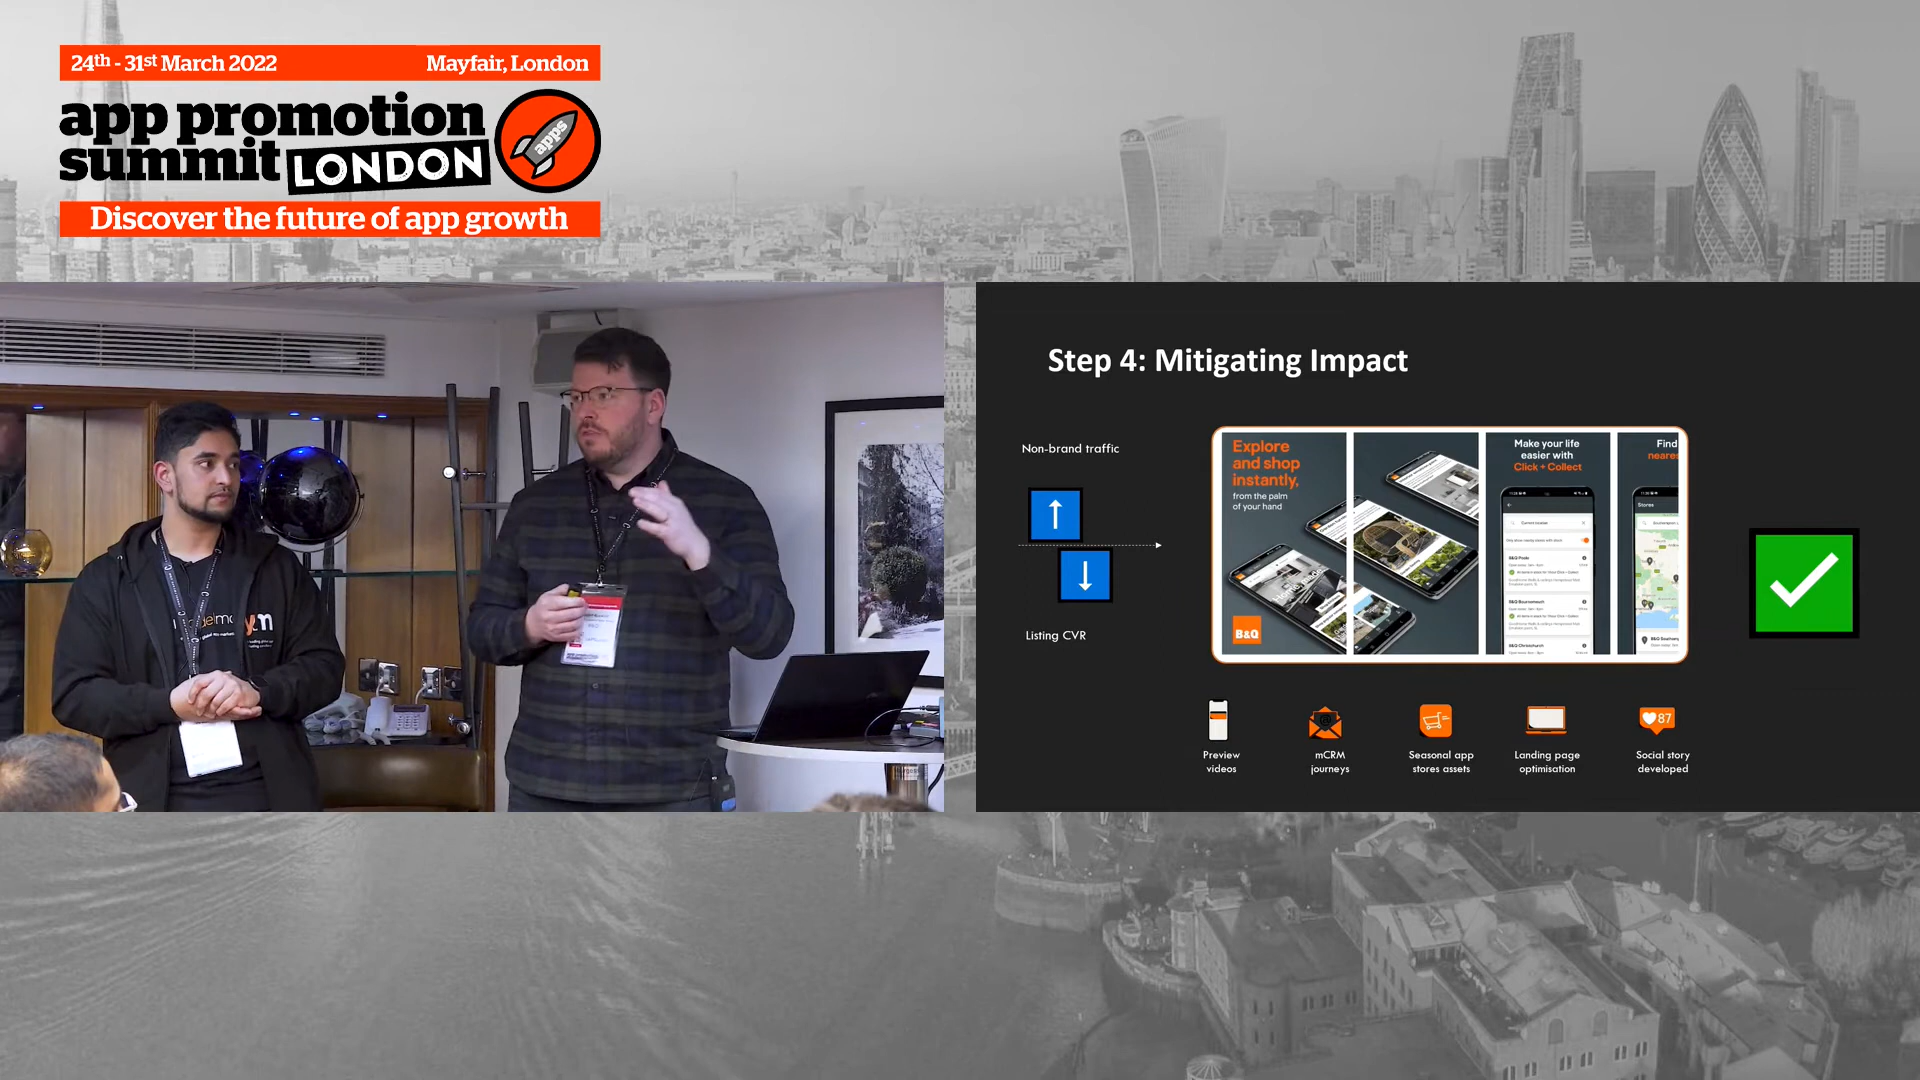 24th - 31st March 2022
Mayfair, London
app promotion
summit LONDON
apps
Discover the future of app growth
Step 4: Mitigating Impact
Non-brand traffic
Listing CVR
Explore
and shop
instantly,
from the palm
of your hand
B&Q
Make your life
easier with
Click + Collect
Find
Stores
Preview
videos
mCRM
journeys
Seasonal app
stores assets
Landing page
optimisation
87
Social story
developed